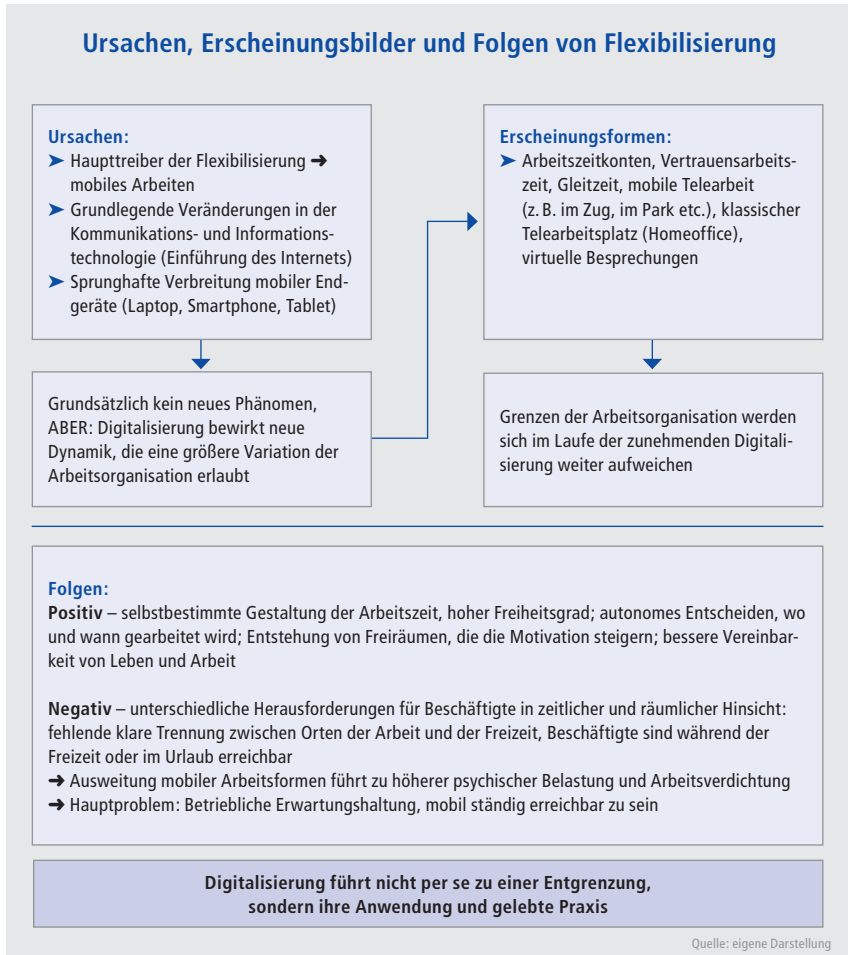 Ursachen, Erscheinungsbilder und Folgen von Flexibilisierung
Ursachen:
➤ Haupttreiber der Flexibilisierung ➜
mobiles Arbeiten
➤ Grundlegende Veränderungen in der
Kommunikations- und Informations-
technologie (Einführung des Internets)
➤ Sprunghafte Verbreitung mobiler End-
geräte (Laptop, Smartphone, Tablet)
Grundsätzlich kein neues Phänomen,
ABER: Digitalisierung bewirkt neue
Dynamik, die eine größere Variation der
Arbeitsorganisation erlaubt
Erscheinungsformen:
➤ Arbeitszeitkonten, Vertrauensarbeits-
zeit, Gleitzeit, mobile Telearbeit
(z. B. im Zug, im Park etc.), klassischer
Telearbeitsplatz (Homeoffice),
virtuelle Besprechungen
Grenzen der Arbeitsorganisation werden
sich im Laufe der zunehmenden Digitali-
sierung weiter aufweichen
Folgen:
Positiv – selbstbestimmte Gestaltung der Arbeitszeit, hoher Freiheitsgrad; autonomes Entscheiden, wo
und wann gearbeitet wird; Entstehung von Freiräumen, die die Motivation steigern; bessere Vereinbar-
keit von Leben und Arbeit
Negativ – unterschiedliche Herausforderungen für Beschäftigte in zeitlicher und räumlicher Hinsicht:
fehlende klare Trennung zwischen Orten der Arbeit und der Freizeit, Beschäftigte sind während der
Freizeit oder im Urlaub erreichbar
➜ Ausweitung mobiler Arbeitsformen führt zu höherer psychischer Belastung und Arbeitsverdichtung
➜ Hauptproblem: Betriebliche Erwartungshaltung, mobil ständig erreichbar zu sein
Digitalisierung führt nicht per se zu einer Entgrenzung,
sondern ihre Anwendung und gelebte Praxis
Quelle: eigene Darstellung